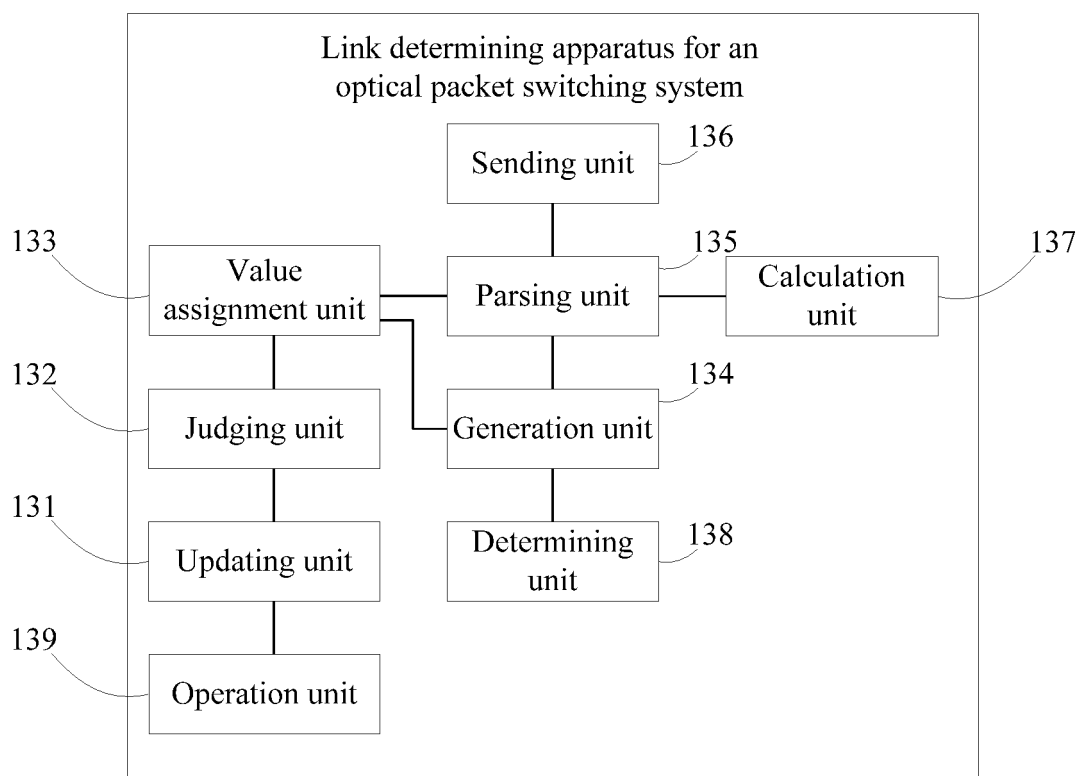 Link determining apparatus for an
optical packet switching system
136
Sending unit
133
135
137
Value
assignment unit
Parsing unit
Calculation
unit
132
134
Judging unit
Generation unit
131
138
Updating unit
Determining
unit
139
Operation unit